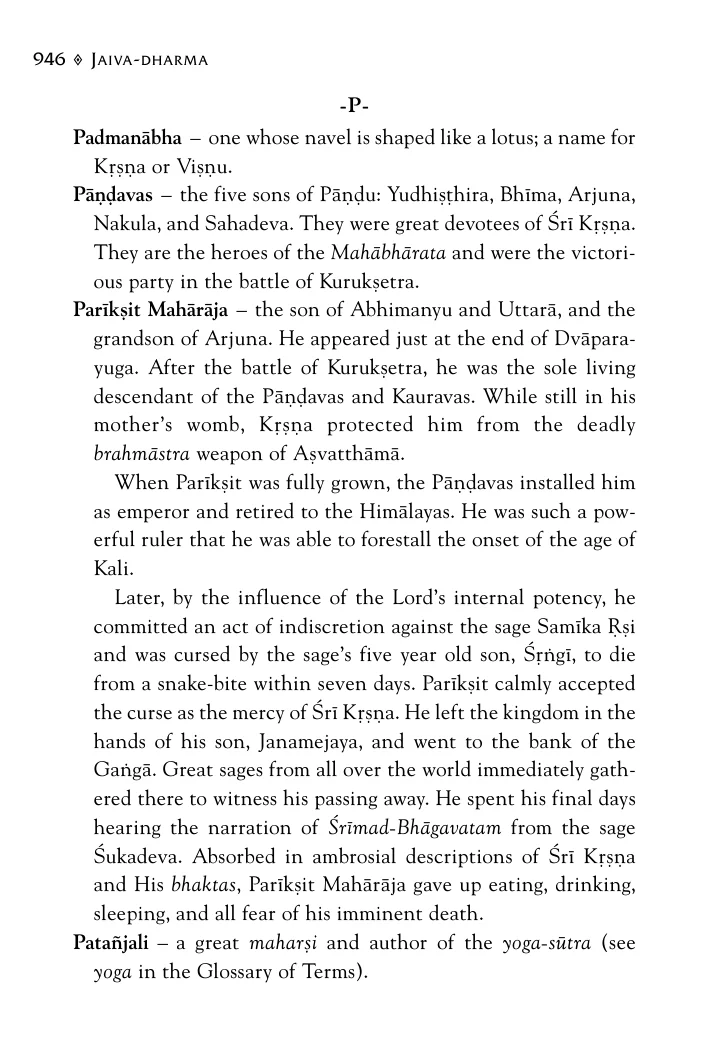 946 ◊ JAIVA-DHARMA
-P-
Padmanābha – one whose navel is shaped like a lotus; a name for
Kṛṣṇa or Viṣṇu.
Pāṇḍavas – the five sons of Pāṇḍu: Yudhiṣṭhira, Bhīma, Arjuna,
Nakula, and Sahadeva. They were great devotees of Śrī Kṛṣṇa.
They are the heroes of the Mahābhārata and were the victori-
ous party in the battle of Kurukṣetra.
Parīkṣit Mahārāja – the son of Abhimanyu and Uttarā, and the
grandson of Arjuna. He appeared just at the end of Dvāpara-
yuga. After the battle of Kurukṣetra, he was the sole living
descendant of the Pāṇḍavas and Kauravas. While still in his
mother's womb, Kṛṣṇa protected him from the deadly
brahmāstra weapon of Aṣvatthāmā.
When Parīkṣit was fully grown, the Pāṇḍavas installed him
as emperor and retired to the Himālayas. He was such a pow-
erful ruler that he was able to forestall the onset of the age of
Kali.
Later, by the influence of the Lord's internal potency, he
committed an act of indiscretion against the sage Samīka Ṛṣi
and was cursed by the sage's five year old son, Śṛṅgī, to die
from a snake-bite within seven days. Parīkṣit calmly accepted
the curse as the mercy of Śrī Kṛṣṇa. He left the kingdom in the
hands of his son, Janamejaya, and went to the bank of the
Gaṅgā. Great sages from all over the world immediately gath-
ered there to witness his passing away. He spent his final days
hearing the narration of Śrīmad-Bhāgavatam from the sage
Śukadeva. Absorbed in ambrosial descriptions of Śrī Kṛṣṇa
and His bhaktas, Parīkṣit Mahārāja gave up eating, drinking,
sleeping, and all fear of his imminent death.
Patañjali – a great maharṣi and author of the yoga-sūtra (see
yoga in the Glossary of Terms).